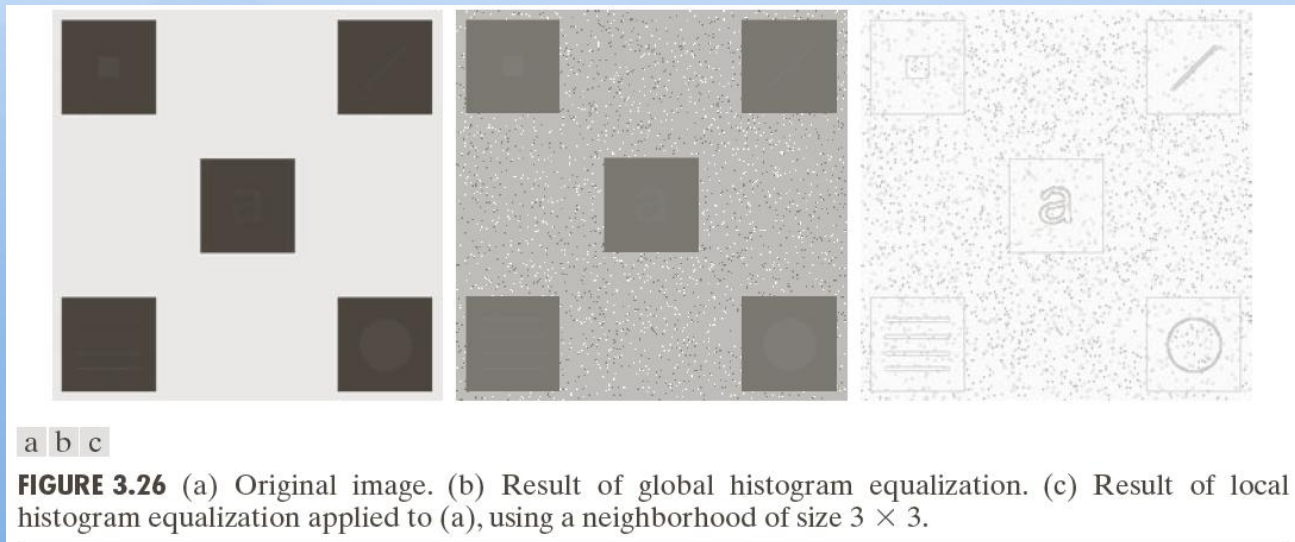 a
a
a
a b c
FIGURE 3.26 (a) Original image. (b) Result of global histogram equalization. (c) Result of local
histogram equalization applied to (a), using a neighborhood of size 3 × 3.